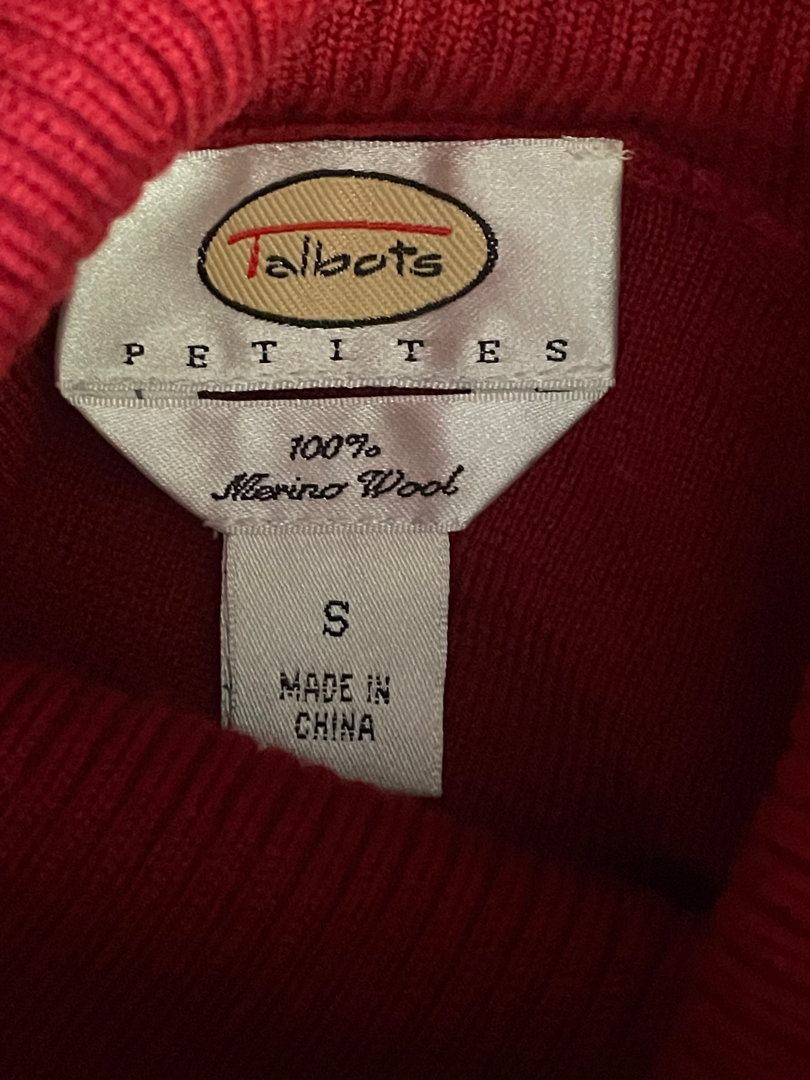 Talbots
PETITES
100%
Merino Wool
S
MADE IN
CHINA